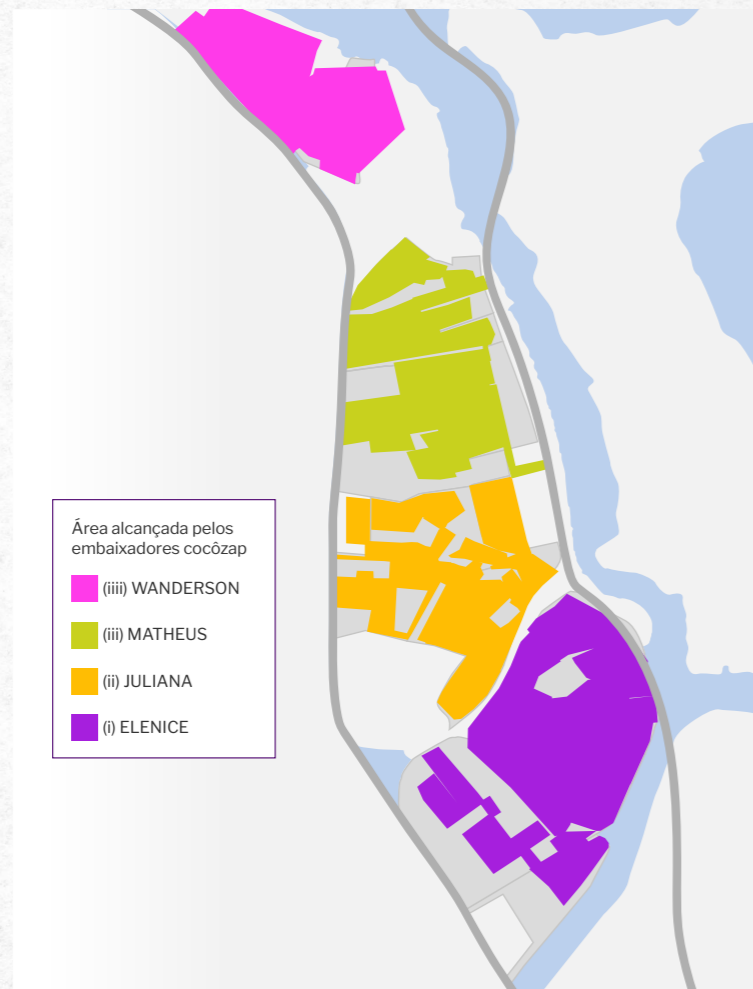 Área alcançada pelos
embaixadores cocôzap
(iiii) WANDERSON
(iii) MATHEUS
(ii) JULIANA
(i) ELENICE